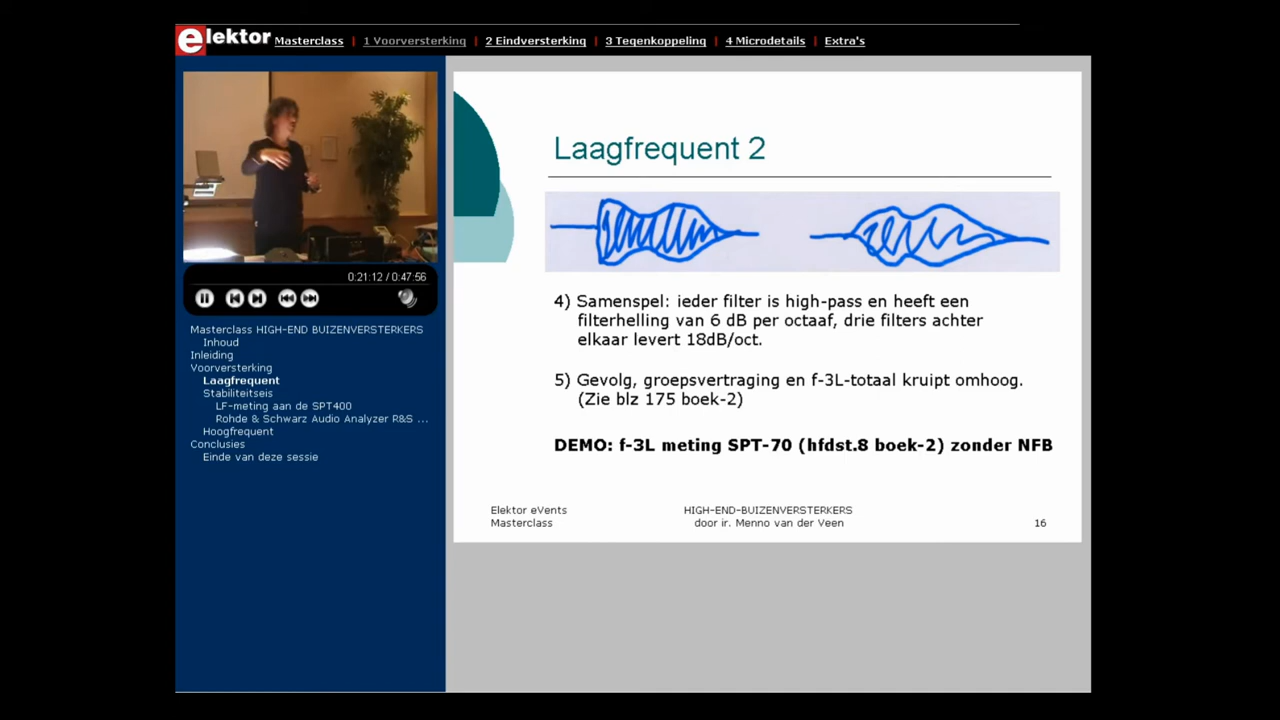 elektor Masterclass | 1 Voorversterking | 2 Eindversterking | 3 Tegenkoppeling | 4 Microdetails | Extra's
0:21:12 / 0:47:56
Masterclass HIGH-END BUIZENVERSTERKERS
Inhoud
Inleiding
Voorversterking
Laagfrequent
Stabiliteitseis
LF-meting aan de SPT400
Rohde & Schwarz Audio Analyzer R&S ...
Hoogfrequent
Conclusies
Einde van deze sessie
Laagfrequent 2
4) Samenspel: ieder filter is high-pass en heeft een
filterhelling van 6 dB per octaaf, drie filters achter
elkaar levert 18dB/oct.
5) Gevolg, groepsvertraging en f-3L-totaal kruipt omhoog.
(Zie blz 175 boek-2)
DEMO: f-3L meting SPT-70 (hfdst.8 boek-2) zonder NFB
Elektor eVents
Masterclass
HIGH-END-BUIZENVERSTERKERS
door ir. Menno van der Veen
16